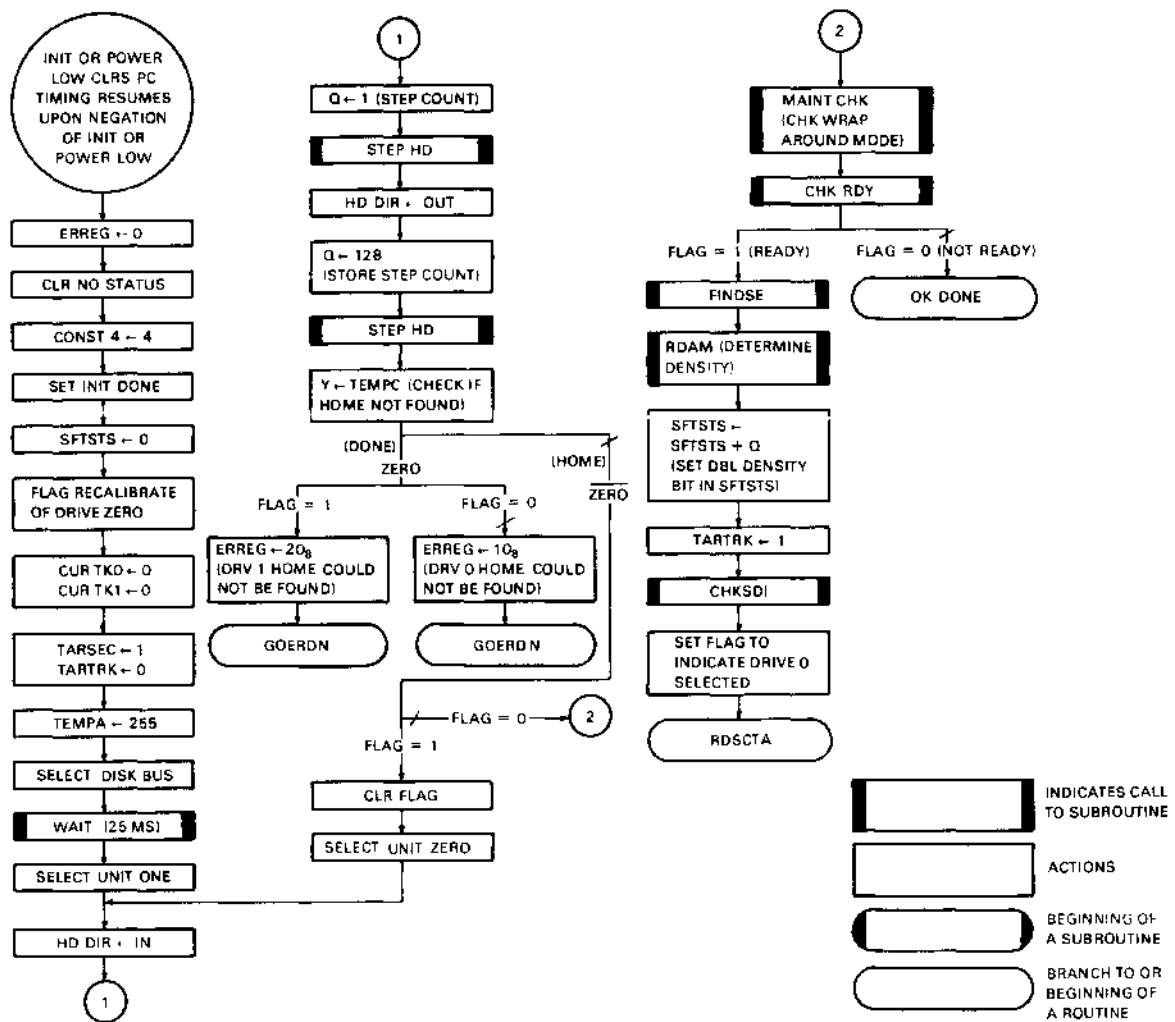 INIT OR POWER
LOW CLRS PC
TIMING RESUMES
UPON NEGATION
OF INIT OR
POWER LOW
ERREG ← 0
CLR NO STATUS
CONST 4 ← 4
SET INIT DONE
SFTSTS ← 0
FLAG RECALIBRATE
OF DRIVE ZERO
CUR TK0 ← 0
CUR TK1 ← 0
TARSEC ← 1
TARTRK ← 0
TEMPA ← 255
SELECT DISK BUS
WAIT (25 MS)
SELECT UNIT ONE
HD DIR ← IN
1
1
Q ← 1 (STEP COUNT)
STEP HD
HD DIR ← OUT
Q ← 128
(STORE STEP COUNT)
STEP HD
Y ← TEMPC (CHECK IF
HOME NOT FOUND)
(DONE)
ZERO
(HOME)
ZERO
FLAG = 1
FLAG = 0
ERREG ← 20₈
(DRV 1 HOME COULD
NOT BE FOUND)
ERREG ← 10₈
(DRV 0 HOME COULD
NOT BE FOUND)
GOERDN
GOERDN
FLAG = 0
2
FLAG = 1
CLR FLAG
SELECT UNIT ZERO
2
MAINT CHK
(CHK WRAP
AROUND MODE)
CHK RDY
FLAG = 1 (READY)
FLAG = 0 (NOT READY)
FINDSE
OK DONE
RDAM (DETERMINE
DENSITY)
SFTSTS ←
SFTSTS + Q
(SET DBL DENSITY
BIT IN SFTSTS)
TARTRK ← 1
CHKSDI
SET FLAG TO
INDICATE DRIVE 0
SELECTED
RDSCTA
INDICATES CALL
TO SUBROUTINE
ACTIONS
BEGINNING OF
A SUBROUTINE
BRANCH TO OR
BEGINNING OF
A ROUTINE